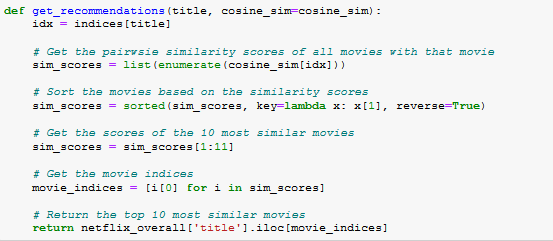 def get_recommendations(title, cosine_sim=cosine_sim):
    idx = indices[title]

    # Get the pairwsie similarity scores of all movies with that movie
    sim_scores = list(enumerate(cosine_sim[idx]))

    # Sort the movies based on the similarity scores
    sim_scores = sorted(sim_scores, key=lambda x: x[1], reverse=True)

    # Get the scores of the 10 most similar movies
    sim_scores = sim_scores[1:11]

    # Get the movie indices
    movie_indices = [i[0] for i in sim_scores]

    # Return the top 10 most similar movies
    return netflix_overall['title'].iloc[movie_indices]